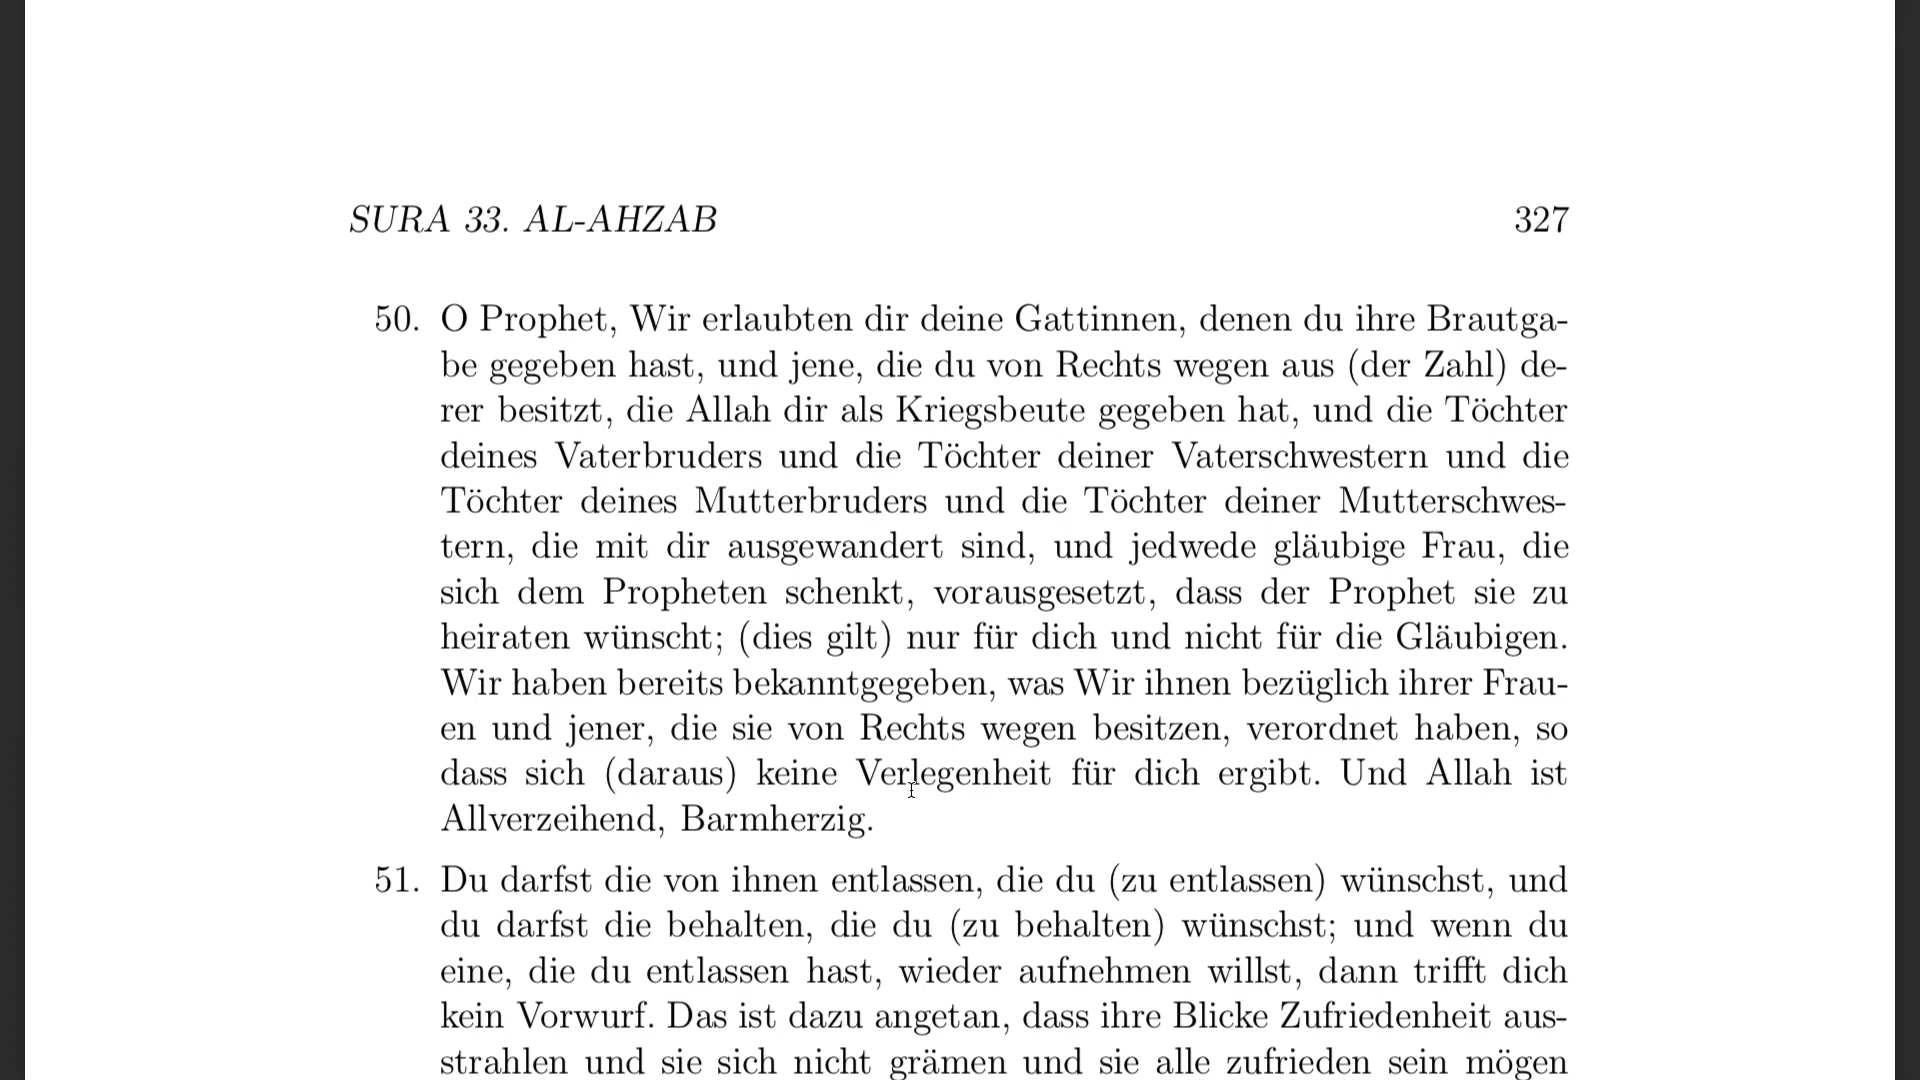 SURA 33. AL-AHZAB 327
50. O Prophet, Wir erlaubten dir deine Gattinnen, denen du ihre Brautga-
be gegeben hast, und jene, die du von Rechts wegen aus (der Zahl) de-
rer besitzt, die Allah dir als Kriegsbeute gegeben hat, und die Töchter
deines Vaterbruders und die Töchter deiner Vaterschwestern und die
Töchter deines Mutterbruders und die Töchter deiner Mutterschwes-
tern, die mit dir ausgewandert sind, und jedwede gläubige Frau, die
sich dem Propheten schenkt, vorausgesetzt, dass der Prophet sie zu
heiraten wünscht; (dies gilt) nur für dich und nicht für die Gläubigen.
Wir haben bereits bekanntgegeben, was Wir ihnen bezüglich ihrer Frau-
en und jener, die sie von Rechts wegen besitzen, verordnet haben, so
dass sich (daraus) keine Verlegenheit für dich ergibt. Und Allah ist
Allverzeihend, Barmherzig.
51. Du darfst die von ihnen entlassen, die du (zu entlassen) wünschst, und
du darfst die behalten, die du (zu behalten) wünschst; und wenn du
eine, die du entlassen hast, wieder aufnehmen willst, dann trifft dich
kein Vorwurf. Das ist dazu angetan, dass ihre Blicke Zufriedenheit aus-
strahlen und sie sich nicht grämen und sie alle zufrieden sein mögen